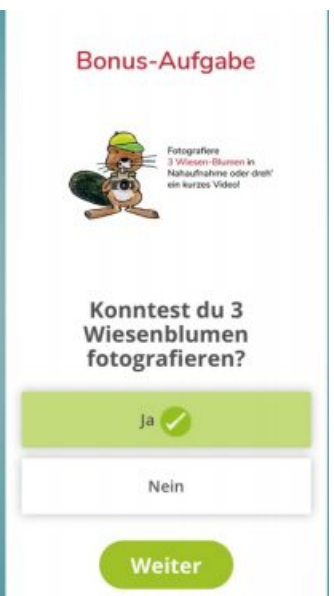 Bonus-Aufgabe
Fotografiere
3 Wiesen-Blumen in
Nahaufnahme oder dreh'
ein kurzes Video!
Konntest du 3
Wiesenblumen
fotografieren?
Ja
Nein
Weiter